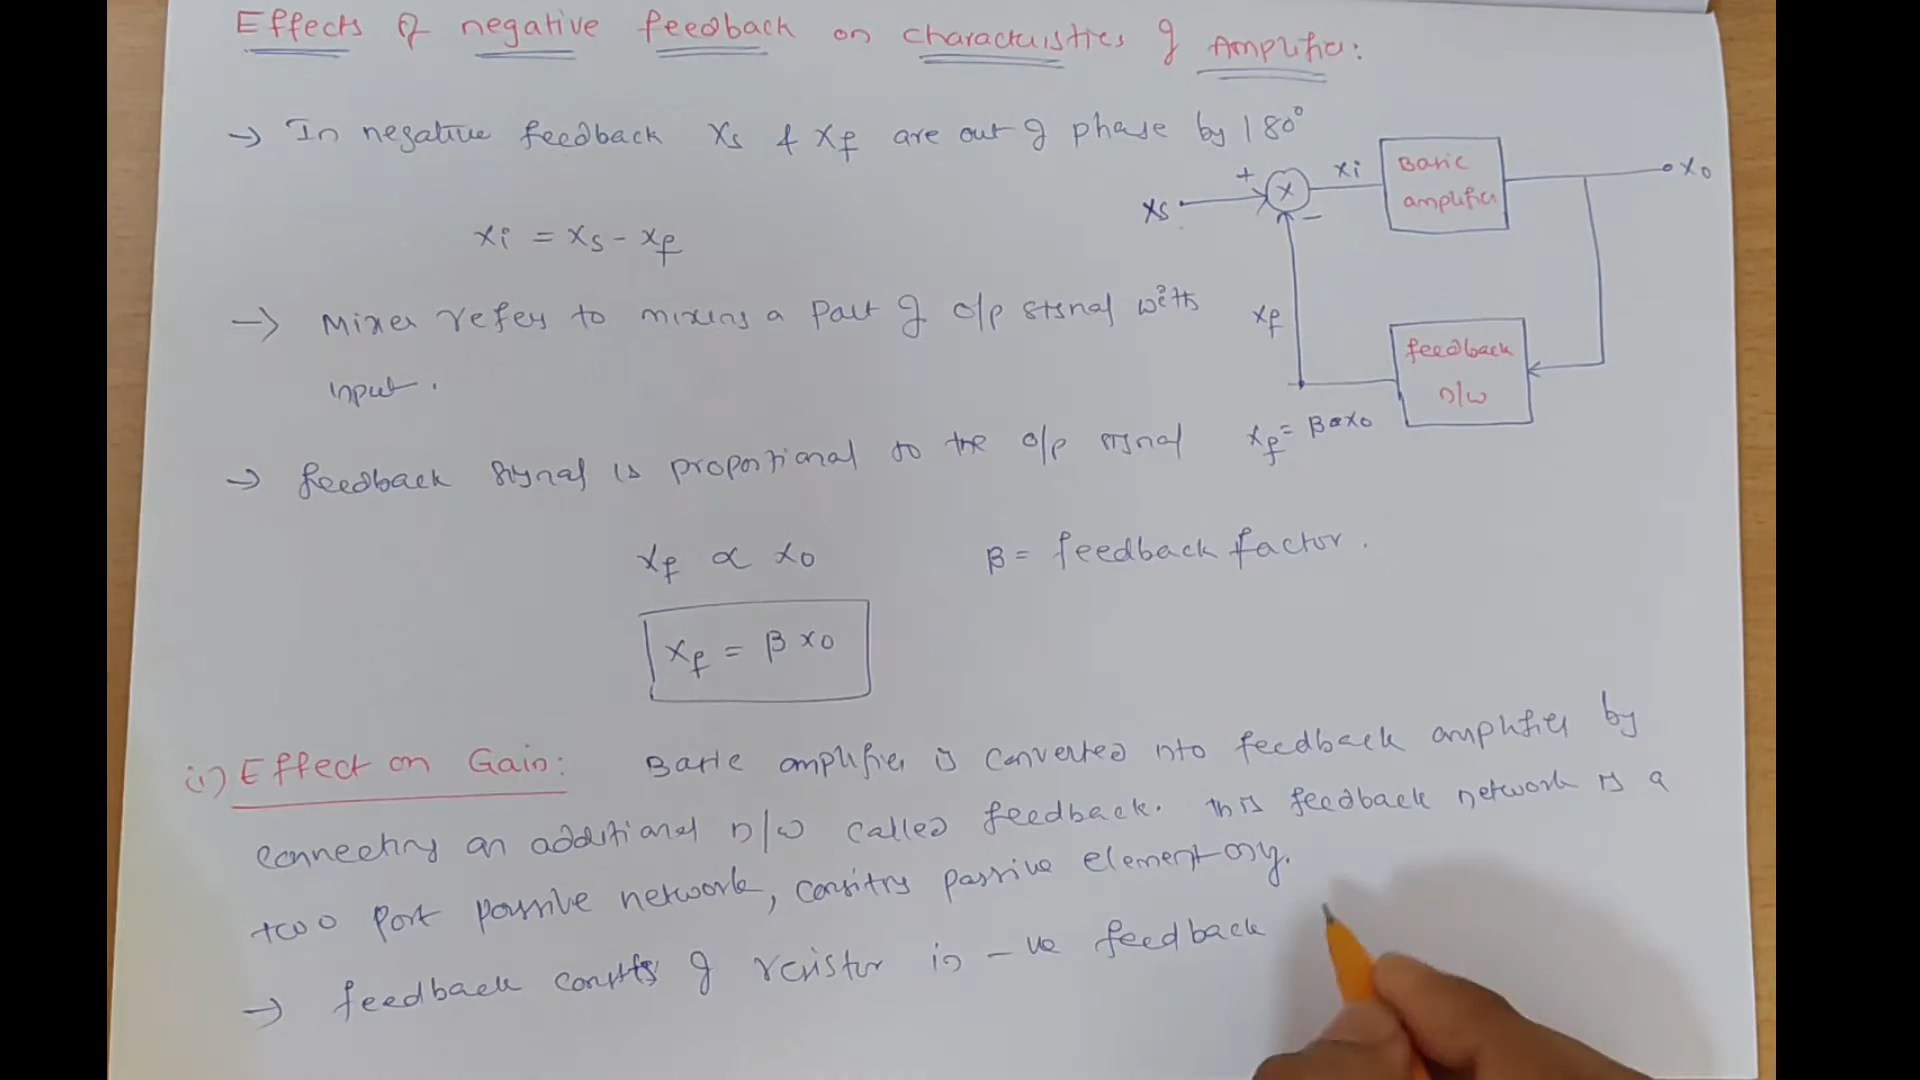 Effects of negative feedback on characteristics of Amplifier:
→ In negative feedback Xs & Xf are out of phase by 180°
xi = xs - xf
→ Mixer refers to mixing a part of o/p signal with
input.
→ feedback signal is proportional to the o/p signal
xf ∝ xo
β = feedback factor.
xf = β xo
Xs
+
X
-
xi
Basic
amplifier
Xo
xf
feedback
n/w
xf = β xo
(i) Effect on Gain: Basic amplifier is converted into feedback amplifier by
connecting an additional n/w called feedback. This feedback network is a
two port passive network, passive element only.
→ feedback of resistor in -ve feedback